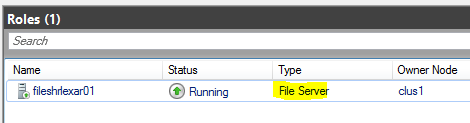 Roles (1)
Search
Name Status Type Owner Node
fileshrlexar01 Running File Server clus1